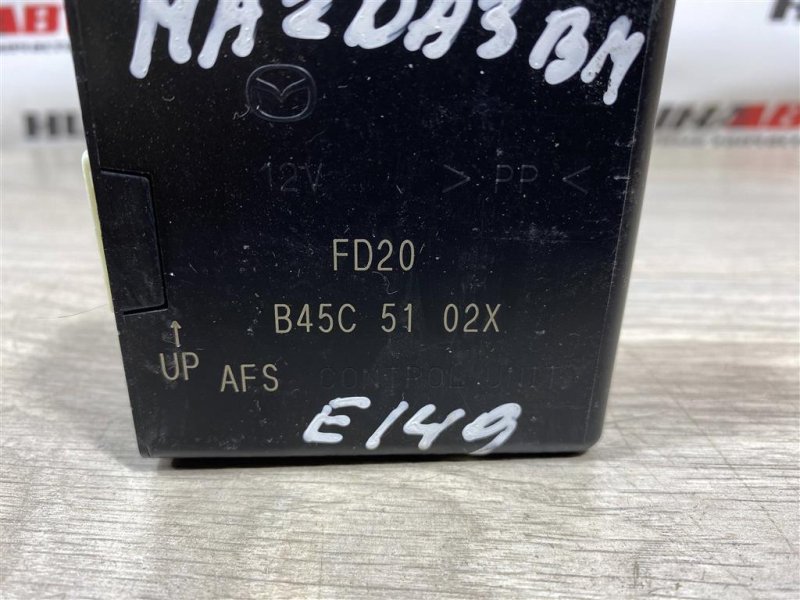 MAZDA3 BM
12V > PP <
FD20
B45C 51 02X
↑
UP AFS CONTROL UNIT
E149